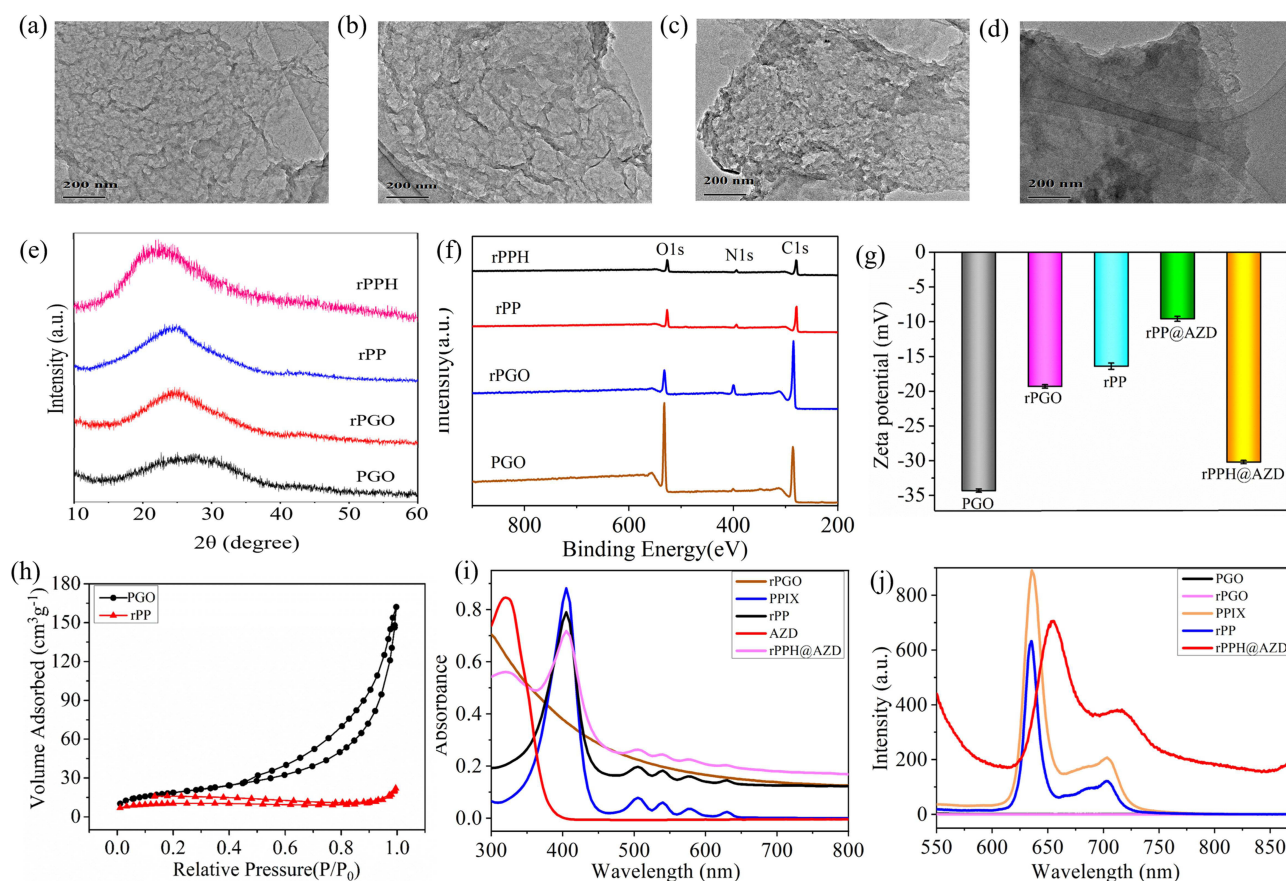 (a)
(b)
(c)
(d)
200 nm
200 nm
200 nm
200 nm
(e)
Intensity (a.u.)
rPPH
rPP
rPGO
PGO
10 20 30 40 50 60
2θ (degree)
(f)
Intensity(a.u.)
O1s N1s C1s
rPPH
rPP
rPGO
PGO
800 600 400 200
Binding Energy(eV)
(g)
Zeta potential (mV)
0
-5
-10
-15
-20
-25
-30
-35
PGO
rPGO
rPP
rPP@AZD
rPPH@AZD
(h)
Volume Adsorbed (cm³g⁻¹)
180
150
120
90
60
30
0
PGO
rPP
0.0 0.2 0.4 0.6 0.8 1.0
Relative Pressure(P/P₀)
(i)
Absorbance
0.8
0.6
0.4
0.2
0.0
rPGO
PPIX
rPP
AZD
rPPH@AZD
300 400 500 600 700 800
Wavelength (nm)
(j)
Intensity (a.u.)
800
600
400
200
0
PGO
rPGO
PPIX
rPP
rPPH@AZD
550 600 650 700 750 800 850
Wavelength (nm)